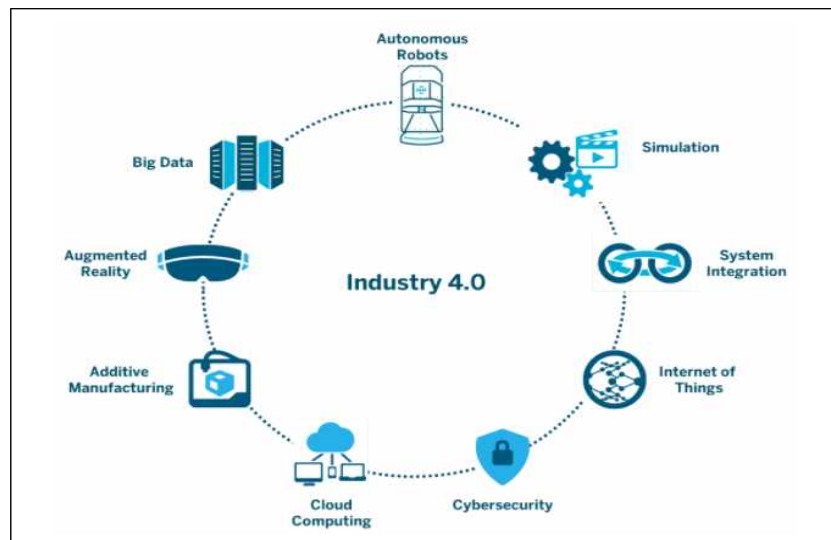 Autonomous
Robots
Simulation
Big Data
Augmented
Reality
System
Integration
Industry 4.0
Additive
Manufacturing
Internet of
Things
Cloud
Computing
Cybersecurity